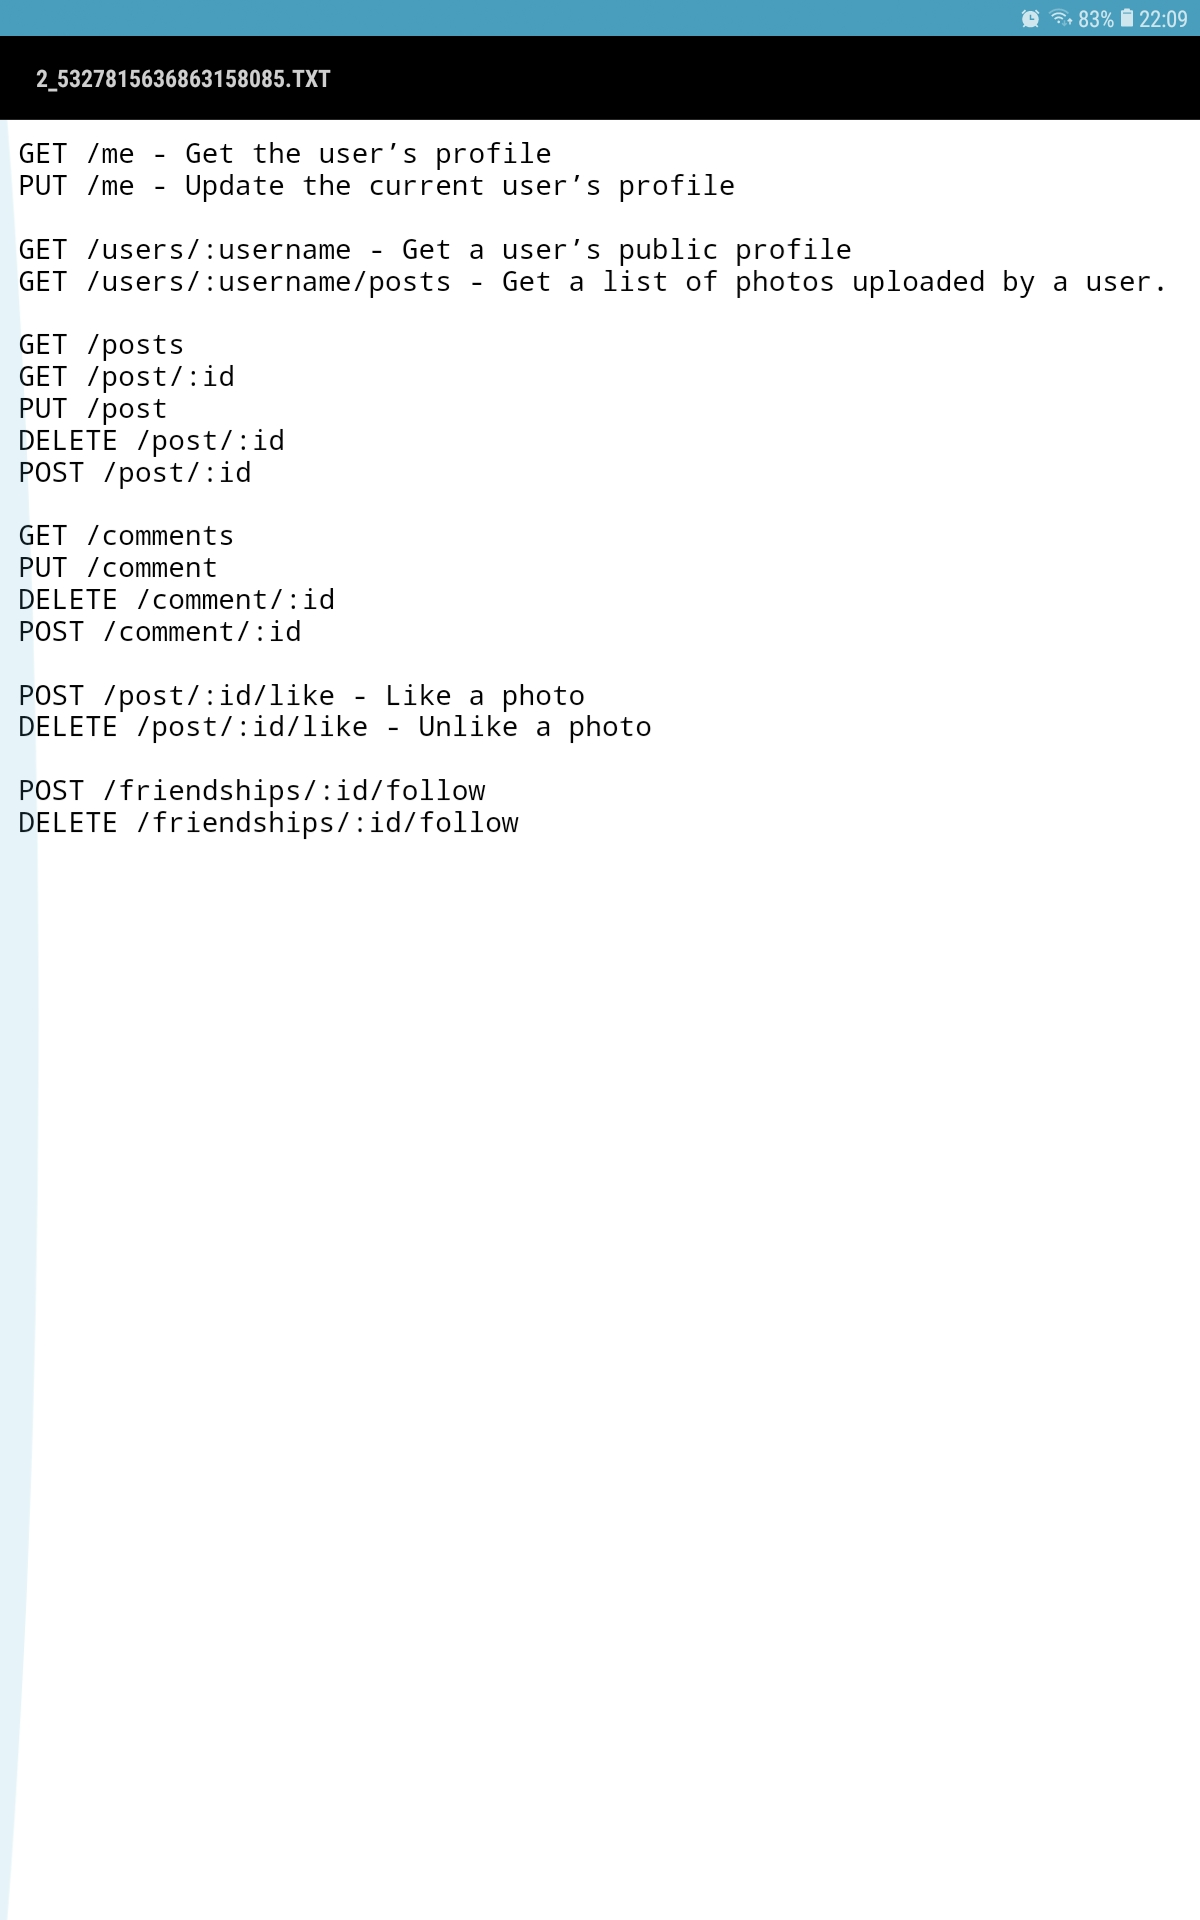 83% 22:09
2_5327815636863158085.TXT
GET /me - Get the user’s profile
PUT /me - Update the current user’s profile
GET /users/:username - Get a user’s public profile
GET /users/:username/posts - Get a list of photos uploaded by a user.
GET /posts
GET /post/:id
PUT /post
DELETE /post/:id
POST /post/:id
GET /comments
PUT /comment
DELETE /comment/:id
POST /comment/:id
POST /post/:id/like - Like a photo
DELETE /post/:id/like - Unlike a photo
POST /friendships/:id/follow
DELETE /friendships/:id/follow